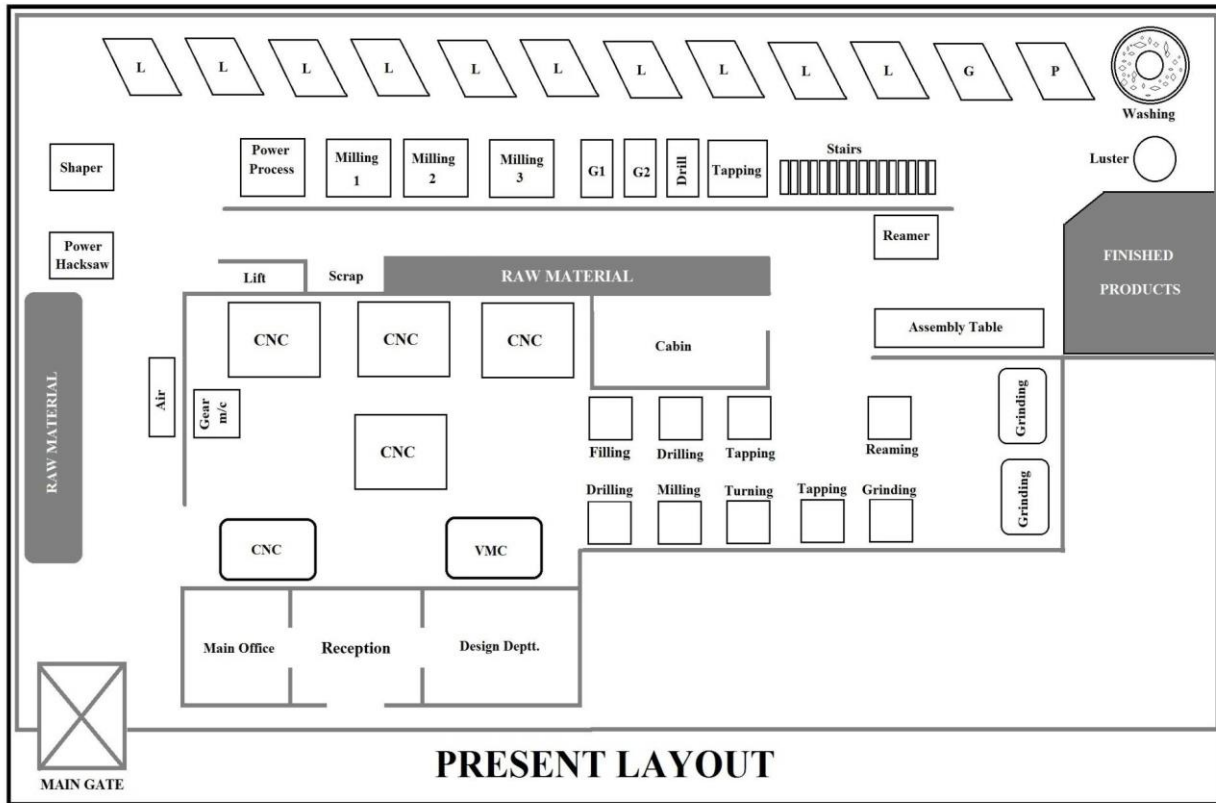 L
L
L
L
L
L
L
L
L
L
G
P
Washing
Shaper
Power
Process
Milling
1
Milling
2
Milling
3
G1
G2
Drill
Tapping
Stairs
Luster
Power
Hacksaw
Reamer
FINISHED
PRODUCTS
Lift
Scrap
RAW MATERIAL
CNC
CNC
CNC
Cabin
Assembly Table
RAW MATERIAL
Air
Gear
m/c
CNC
Filling
Drilling
Tapping
Reaming
Grinding
Drilling
Milling
Turning
Tapping
Grinding
Grinding
CNC
VMC
Main Office
Reception
Design Deptt.
MAIN GATE
PRESENT LAYOUT